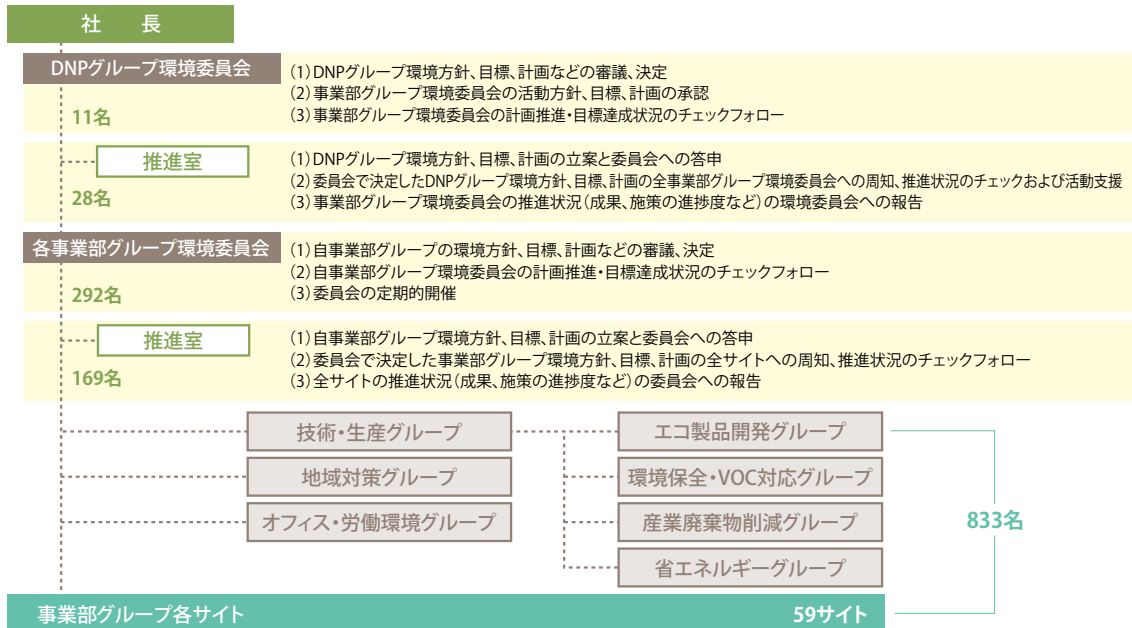 社　長
DNPグループ環境委員会
11名
(1)DNPグループ環境方針、目標、計画などの審議、決定
(2)事業部グループ環境委員会の活動方針、目標、計画の承認
(3)事業部グループ環境委員会の計画推進・目標達成状況のチェックフォロー
推進室
28名
(1)DNPグループ環境方針、目標、計画の立案と委員会への答申
(2)委員会で決定したDNPグループ環境方針、目標、計画の全事業部グループ環境委員会への周知、推進状況のチェックおよび活動支援
(3)事業部グループ環境委員会の推進状況(成果、施策の進捗度など)の環境委員会への報告
各事業部グループ環境委員会
292名
(1)自事業部グループの環境方針、目標、計画などの審議、決定
(2)自事業部グループ環境委員会の計画推進・目標達成状況のチェックフォロー
(3)委員会の定期的開催
推進室
169名
(1)自事業部グループ環境方針、目標、計画の立案と委員会への答申
(2)委員会で決定した事業部グループ環境方針、目標、計画の全サイトへの周知、推進状況のチェックフォロー
(3)全サイトの推進状況(成果、施策の進捗度など)の委員会への報告
技術・生産グループ
地域対策グループ
オフィス・労働環境グループ
エコ製品開発グループ
環境保全・VOC対応グループ
産業廃棄物削減グループ
省エネルギーグループ
833名
事業部グループ各サイト
59サイト